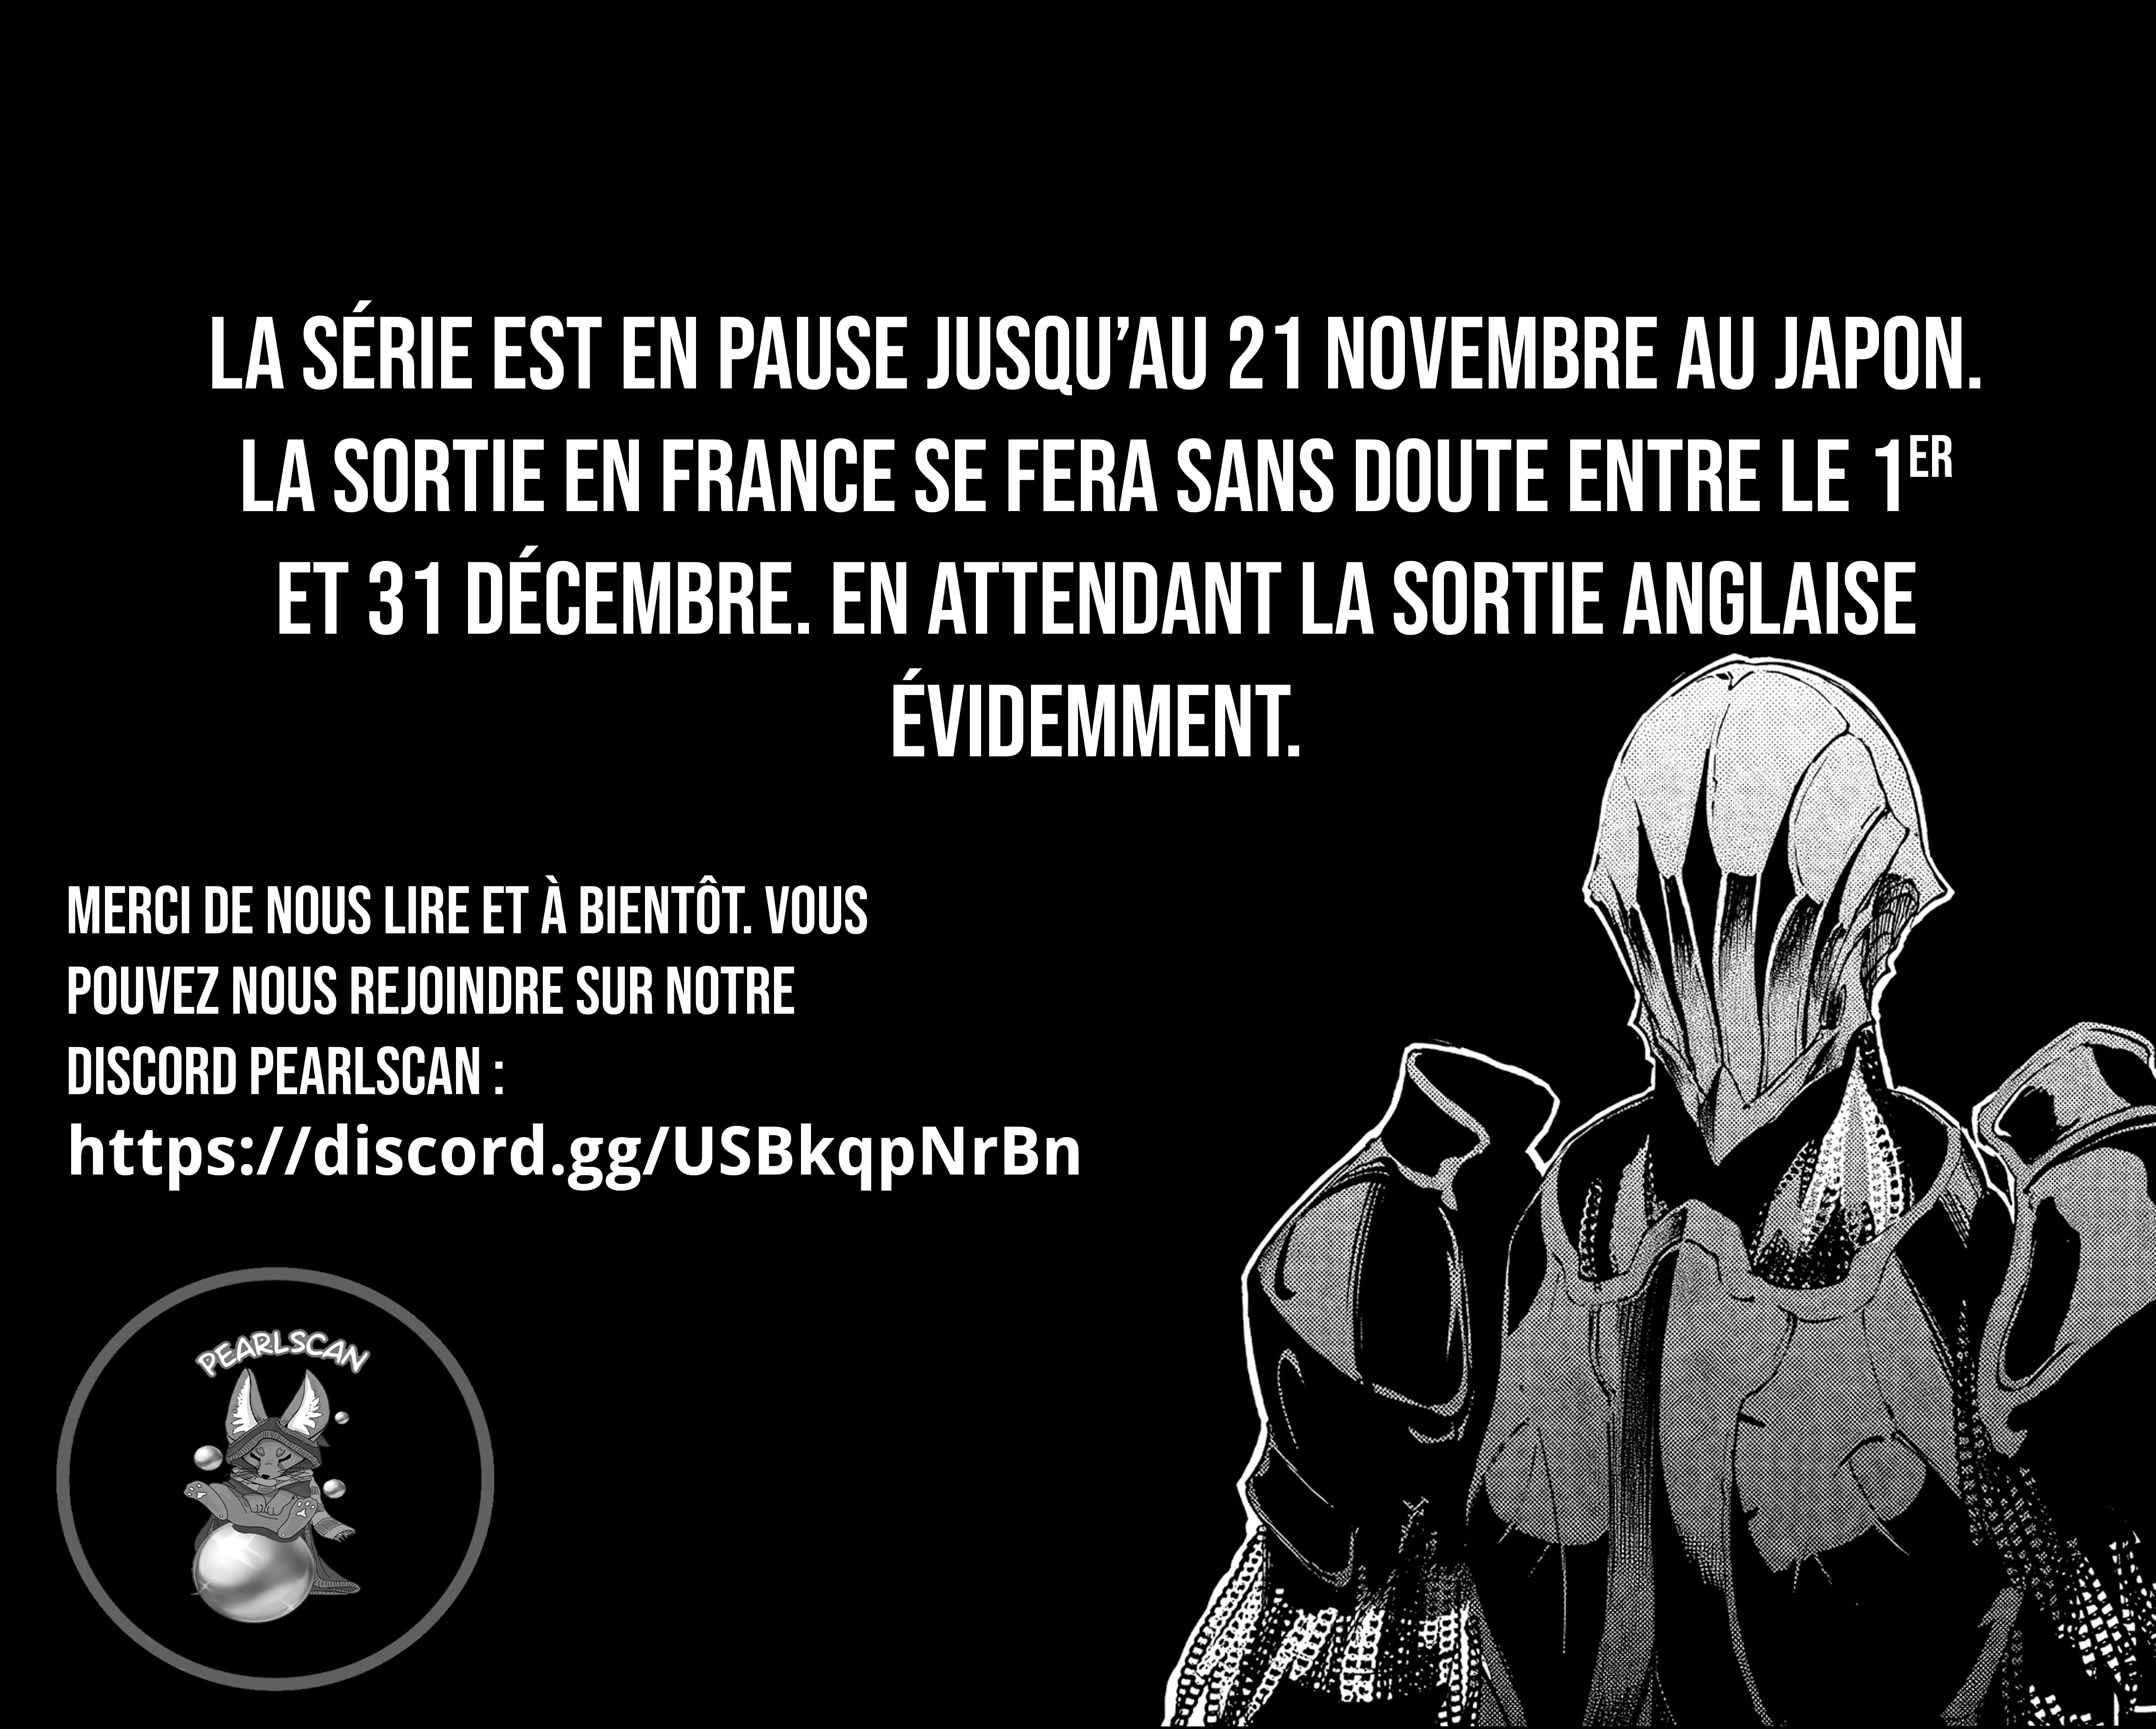 LA SÉRIE EST EN PAUSE JUSQU’AU 21 NOVEMBRE AU JAPON.
LA SORTIE EN FRANCE SE FERA SANS DOUTE ENTRE LE 1ER
ET 31 DÉCEMBRE. EN ATTENDANT LA SORTIE ANGLAISE
ÉVIDEMMENT.
MERCI DE NOUS LIRE ET À BIENTÔT. VOUS
POUVEZ NOUS REJOINDRE SUR NOTRE
DISCORD PEARLSCAN :
https://discord.gg/USBkqpNrBn
PEARLSCAN